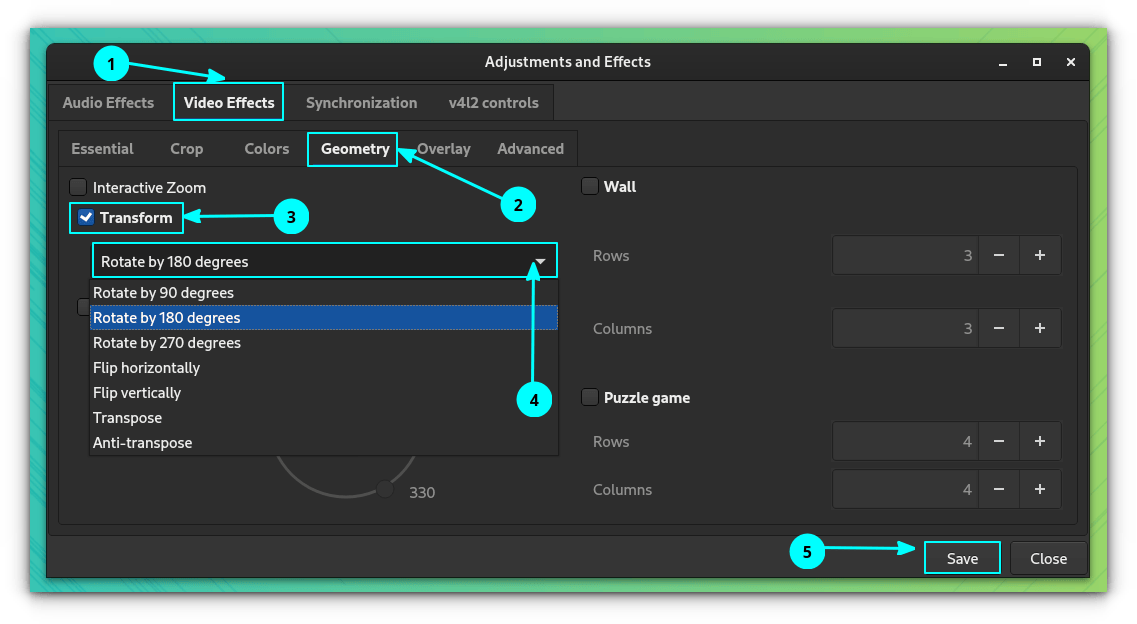 Adjustments and Effects
1
Audio Effects Video Effects Synchronization v4l2 controls
Essential Crop Colors Geometry Overlay Advanced
2
Interactive Zoom
Transform
3
Rotate by 180 degrees
Rotate by 90 degrees
Rotate by 180 degrees
Rotate by 270 degrees
Flip horizontally
Flip vertically
Transpose
Anti-transpose
4
330
Wall
Rows 3 − +
Columns 3 − +
Puzzle game
Rows 4 − +
Columns 4 − +
5
Save Close